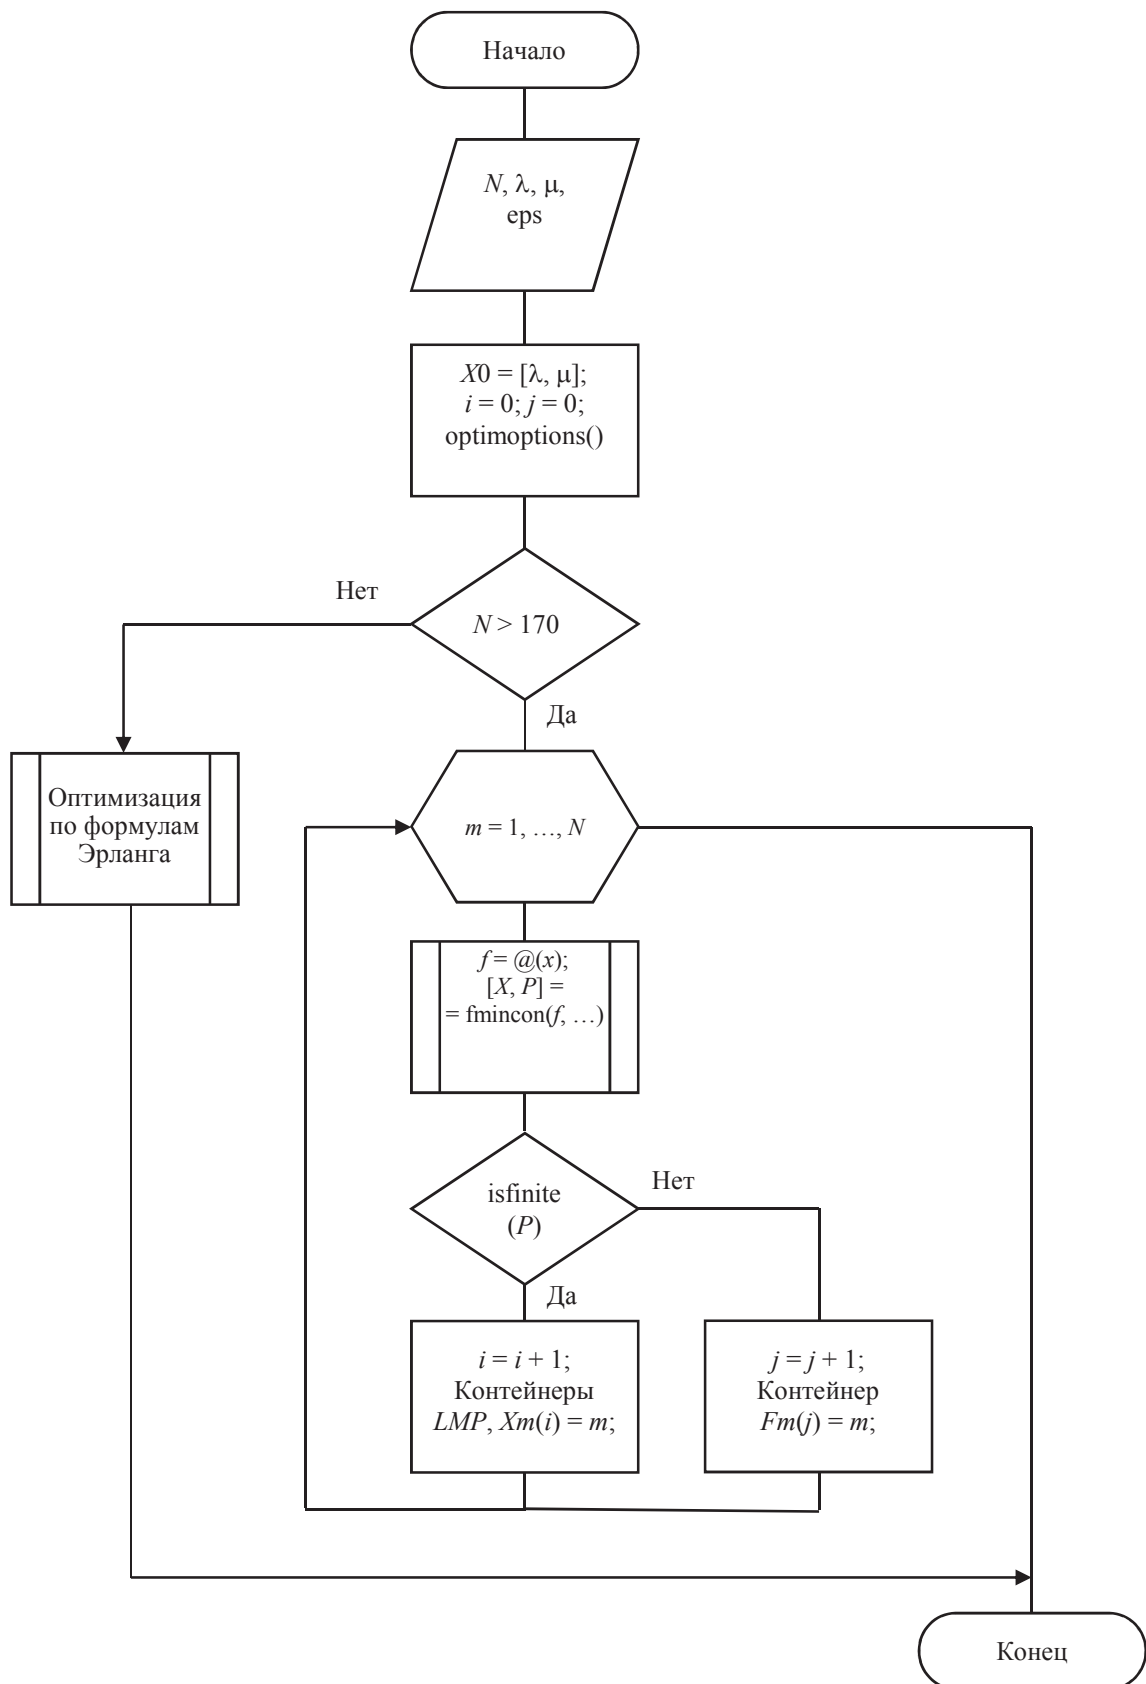 Начало
N, λ, μ,
eps
X0 = [λ, μ];
i = 0; j = 0;
optimoptions()
Нет
N > 170
Да
Оптимизация
по формулам
Эрланга
m = 1, …, N
f = @(x);
[X, P] =
= fmincon(f, …)
isfinite
(P)
Нет
Да
i = i + 1;
Контейнеры
LMP, Xm(i) = m;
j = j + 1;
Контейнер
Fm(j) = m;
Конец